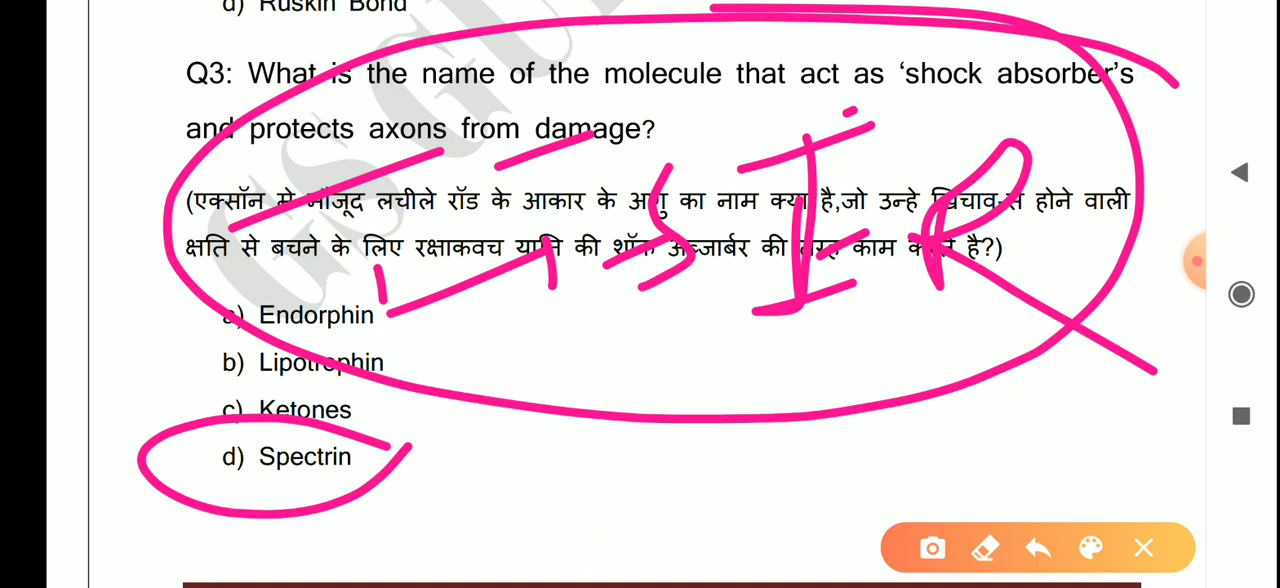 d) Ruskin Bond
Q3: What is the name of the molecule that act as ‘shock absorber’s
and protects axons from damage?
(एक्सॉन मे मौजूद लचीले रॉड के आकार के अणु का नाम क्या है,जो उन्हे खिचाव-से होने वाली
क्षति से बचने के लिए रक्षाकवच यानि की शॉक अब्जार्बर की तरह काम करते है?)
a) Endorphin
b) Lipotrophin
c) Ketones
d) Spectrin